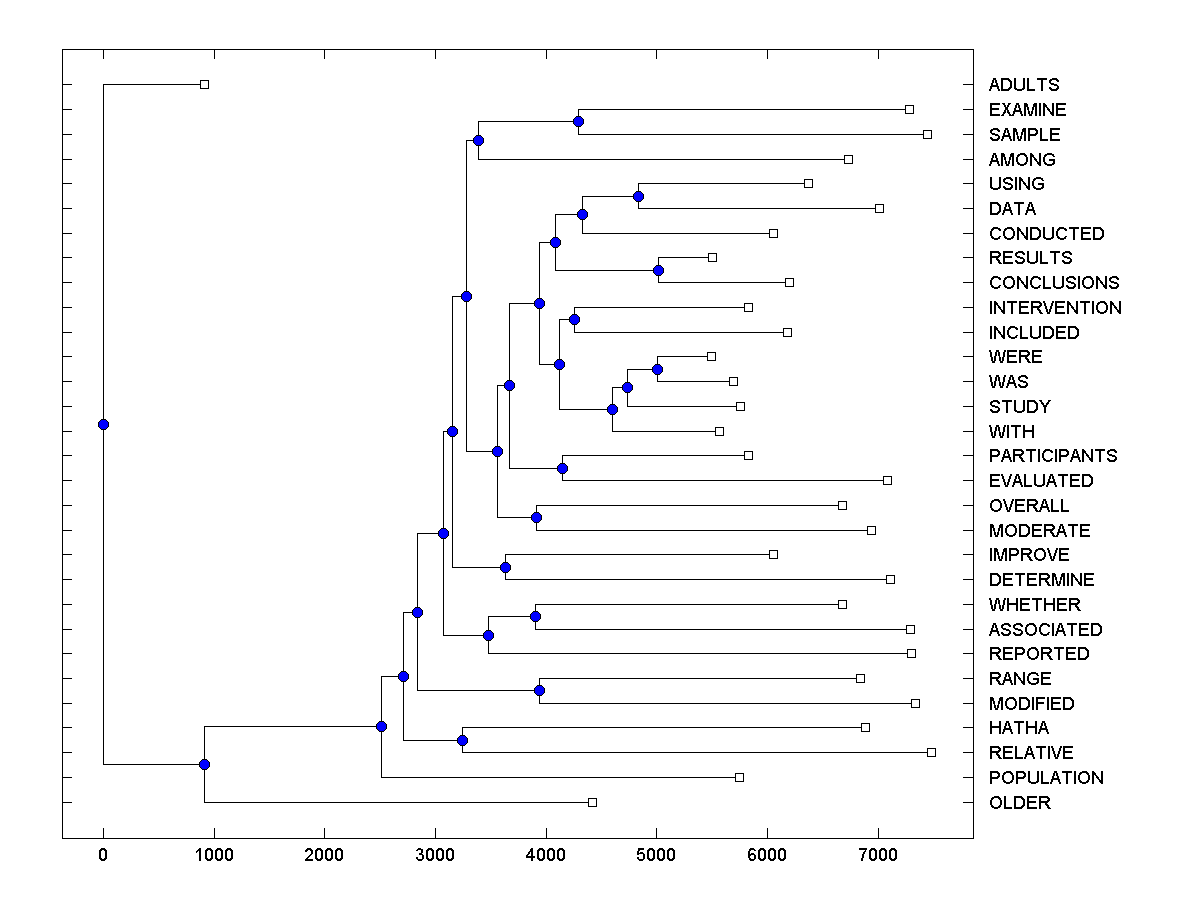 ADULTS
EXAMINE
SAMPLE
AMONG
USING
DATA
CONDUCTED
RESULTS
CONCLUSIONS
INTERVENTION
INCLUDED
WERE
WAS
STUDY
WITH
PARTICIPANTS
EVALUATED
OVERALL
MODERATE
IMPROVE
DETERMINE
WHETHER
ASSOCIATED
REPORTED
RANGE
MODIFIED
HATHA
RELATIVE
POPULATION
OLDER
0 1000 2000 3000 4000 5000 6000 7000